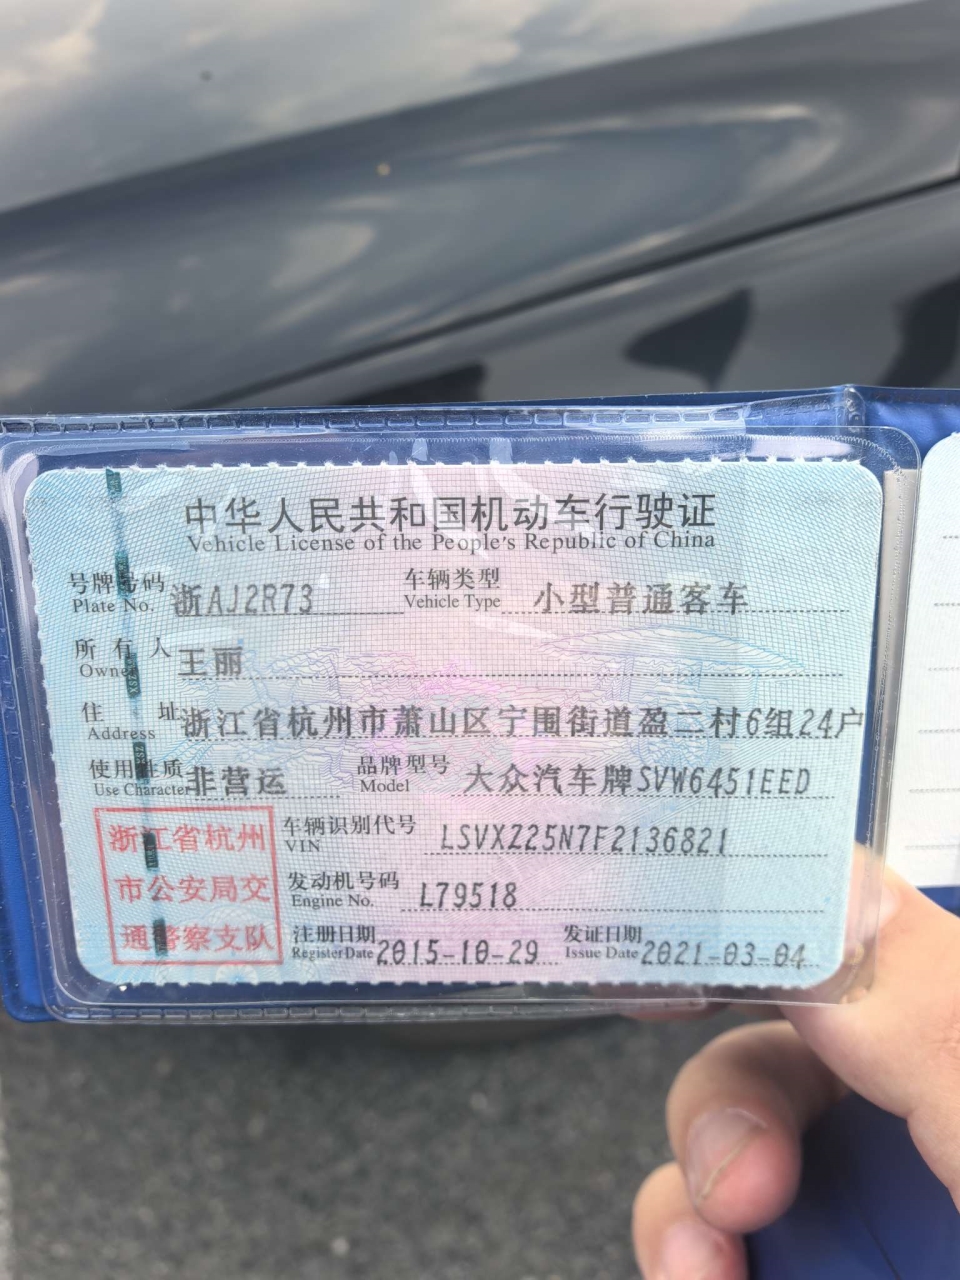 中华人民共和国机动车行驶证
Vehicle License of the People's Republic of China
号牌号码 浙AJ2R73 车辆类型 小型普通客车
Plate No. Vehicle Type
所有人 王丽
Owner
住址 浙江省杭州市萧山区宁围街道盈二村6组24户
Address
使用性质 非营运 品牌型号 大众汽车牌SVW6451EED
Use Character Model
浙江省杭州
市公安局交
通警察支队
车辆识别代号 LSVXZ25N7F2136821
VIN
发动机号码 L79518
Engine No.
注册日期 2015-10-29 发证日期 2021-03-04
Register Date Issue Date